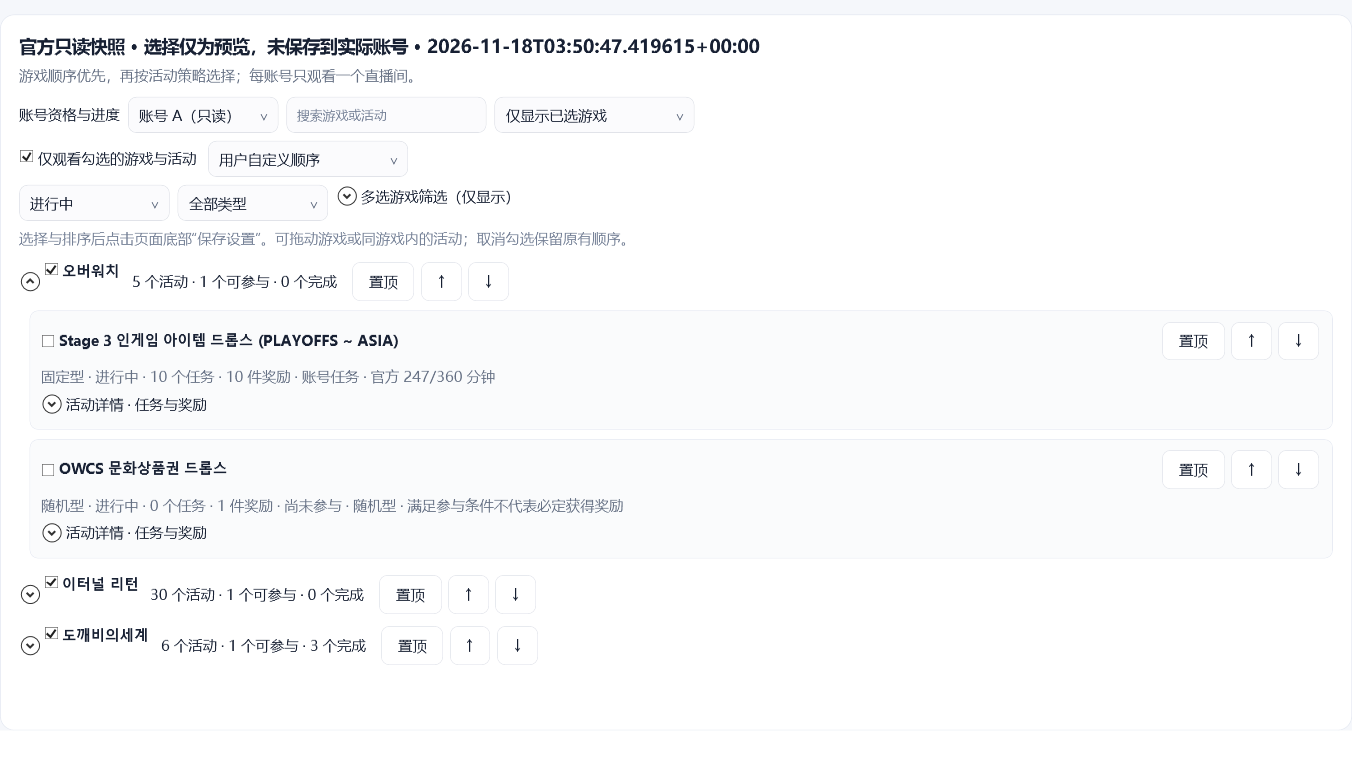 官方只读快照 • 选择仅为预览，未保存到实际账号 • 2026-11-18T03:50:47.419615+00:00
游戏顺序优先，再按活动策略选择；每账号只观看一个直播间。
账号资格与进度 账号 A（只读） 搜索游戏或活动 仅显示已选游戏
仅观看勾选的游戏与活动 用户自定义顺序
进行中 全部类型 多选游戏筛选（仅显示）
选择与排序后点击页面底部“保存设置”。可拖动游戏或同游戏内的活动；取消勾选保留原有顺序。
오버워치 5 个活动 · 1 个可参与 · 0 个完成 置顶 ↑ ↓
Stage 3 인게임 아이템 드롭스 (PLAYOFFS ~ ASIA) 置顶 ↑ ↓
固定型 · 进行中 · 10 个任务 · 10 件奖励 · 账号任务 · 官方 247/360 分钟
活动详情 · 任务与奖励
OWCS 문화상품권 드롭스 置顶 ↑ ↓
随机型 · 进行中 · 0 个任务 · 1 件奖励 · 尚未参与 · 随机型 · 满足参与条件不代表必定获得奖励
活动详情 · 任务与奖励
이터널 리턴 30 个活动 · 1 个可参与 · 0 个完成 置顶 ↑ ↓
도깨비의세계 6 个活动 · 1 个可参与 · 3 个完成 置顶 ↑ ↓